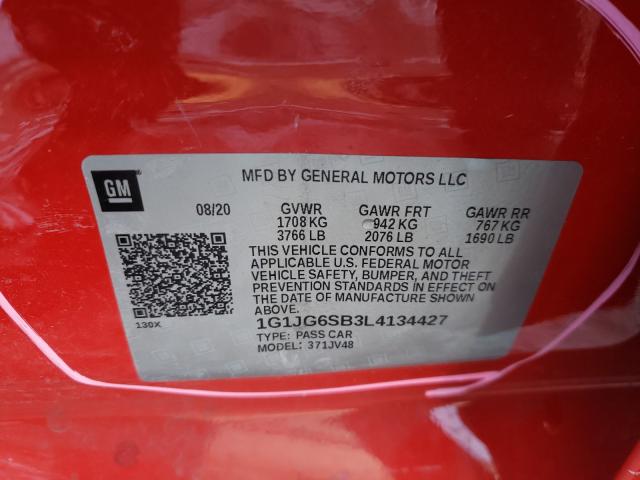 GM
MFD BY GENERAL MOTORS LLC
08/20 GVWR GAWR FRT GAWR RR
1708 KG 942 KG 767 KG
3766 LB 2076 LB 1690 LB
THIS VEHICLE CONFORMS TO ALL
APPLICABLE U.S. FEDERAL MOTOR
VEHICLE SAFETY, BUMPER, AND THEFT
PREVENTION STANDARDS IN EFFECT ON THE
DATE OF MANUFACTURE SHOWN
ABOVE.
130X
1G1JG6SB3L4134427
TYPE: PASS CAR
MODEL: 371JV48